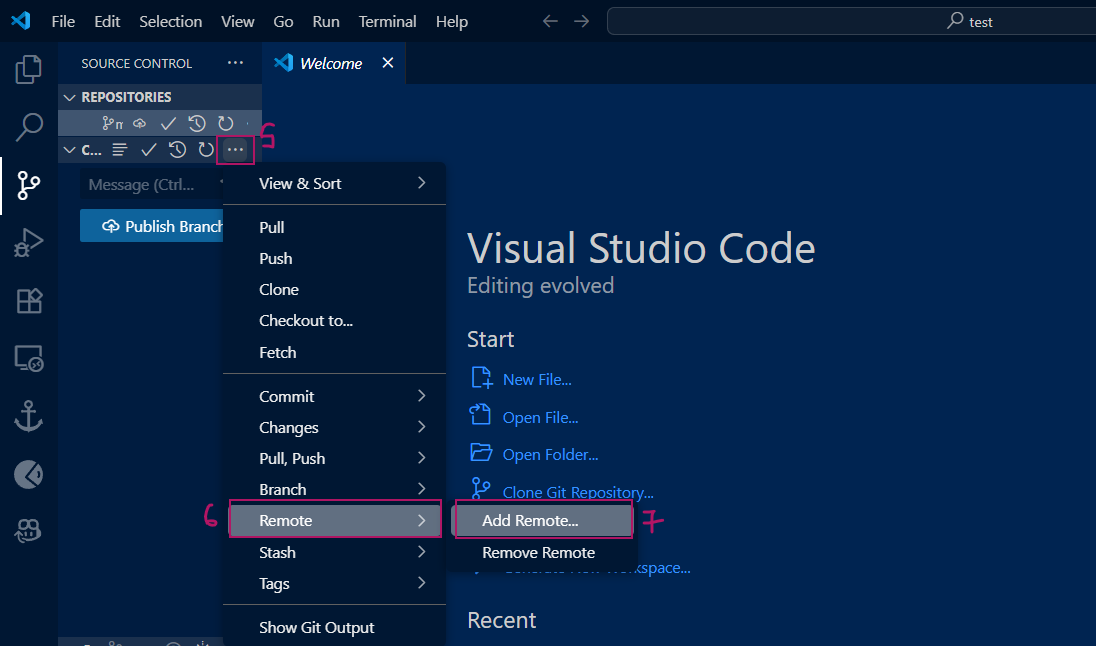 File Edit Selection View Go Run Terminal Help
test
SOURCE CONTROL ...
Welcome
REPOSITORIES
5
C... ...
Message (Ctrl...
Publish Branch
View & Sort
Pull
Push
Clone
Checkout to...
Fetch
Commit
Changes
Pull, Push
Branch
6 Remote
Add Remote... 7
Stash
Remove Remote
Tags
Show Git Output
Visual Studio Code
Editing evolved
Start
New File...
Open File...
Open Folder...
Clone Git Repository...
Generate New Workspace...
Recent